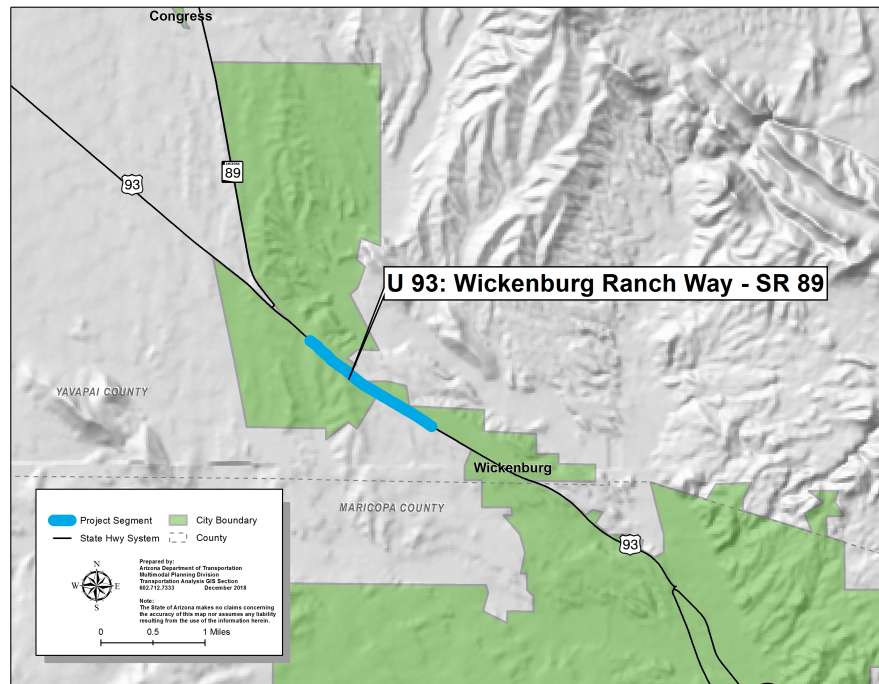 Congress
89
93
U 93: Wickenburg Ranch Way - SR 89
YAVAPAI COUNTY
Wickenburg
MARICOPA COUNTY
93
Project Segment
City Boundary
State Hwy System
County
N
W
E
S
Prepared by:
Arizona Department of Transportation
Multimodal Planning Division
Transportation Analysis GIS Section
602.712.7333 December 2018
Note:
The State of Arizona makes no claims concerning
the accuracy of this map nor assumes any liability
resulting from the use of the information herein.
0 0.5 1 Miles